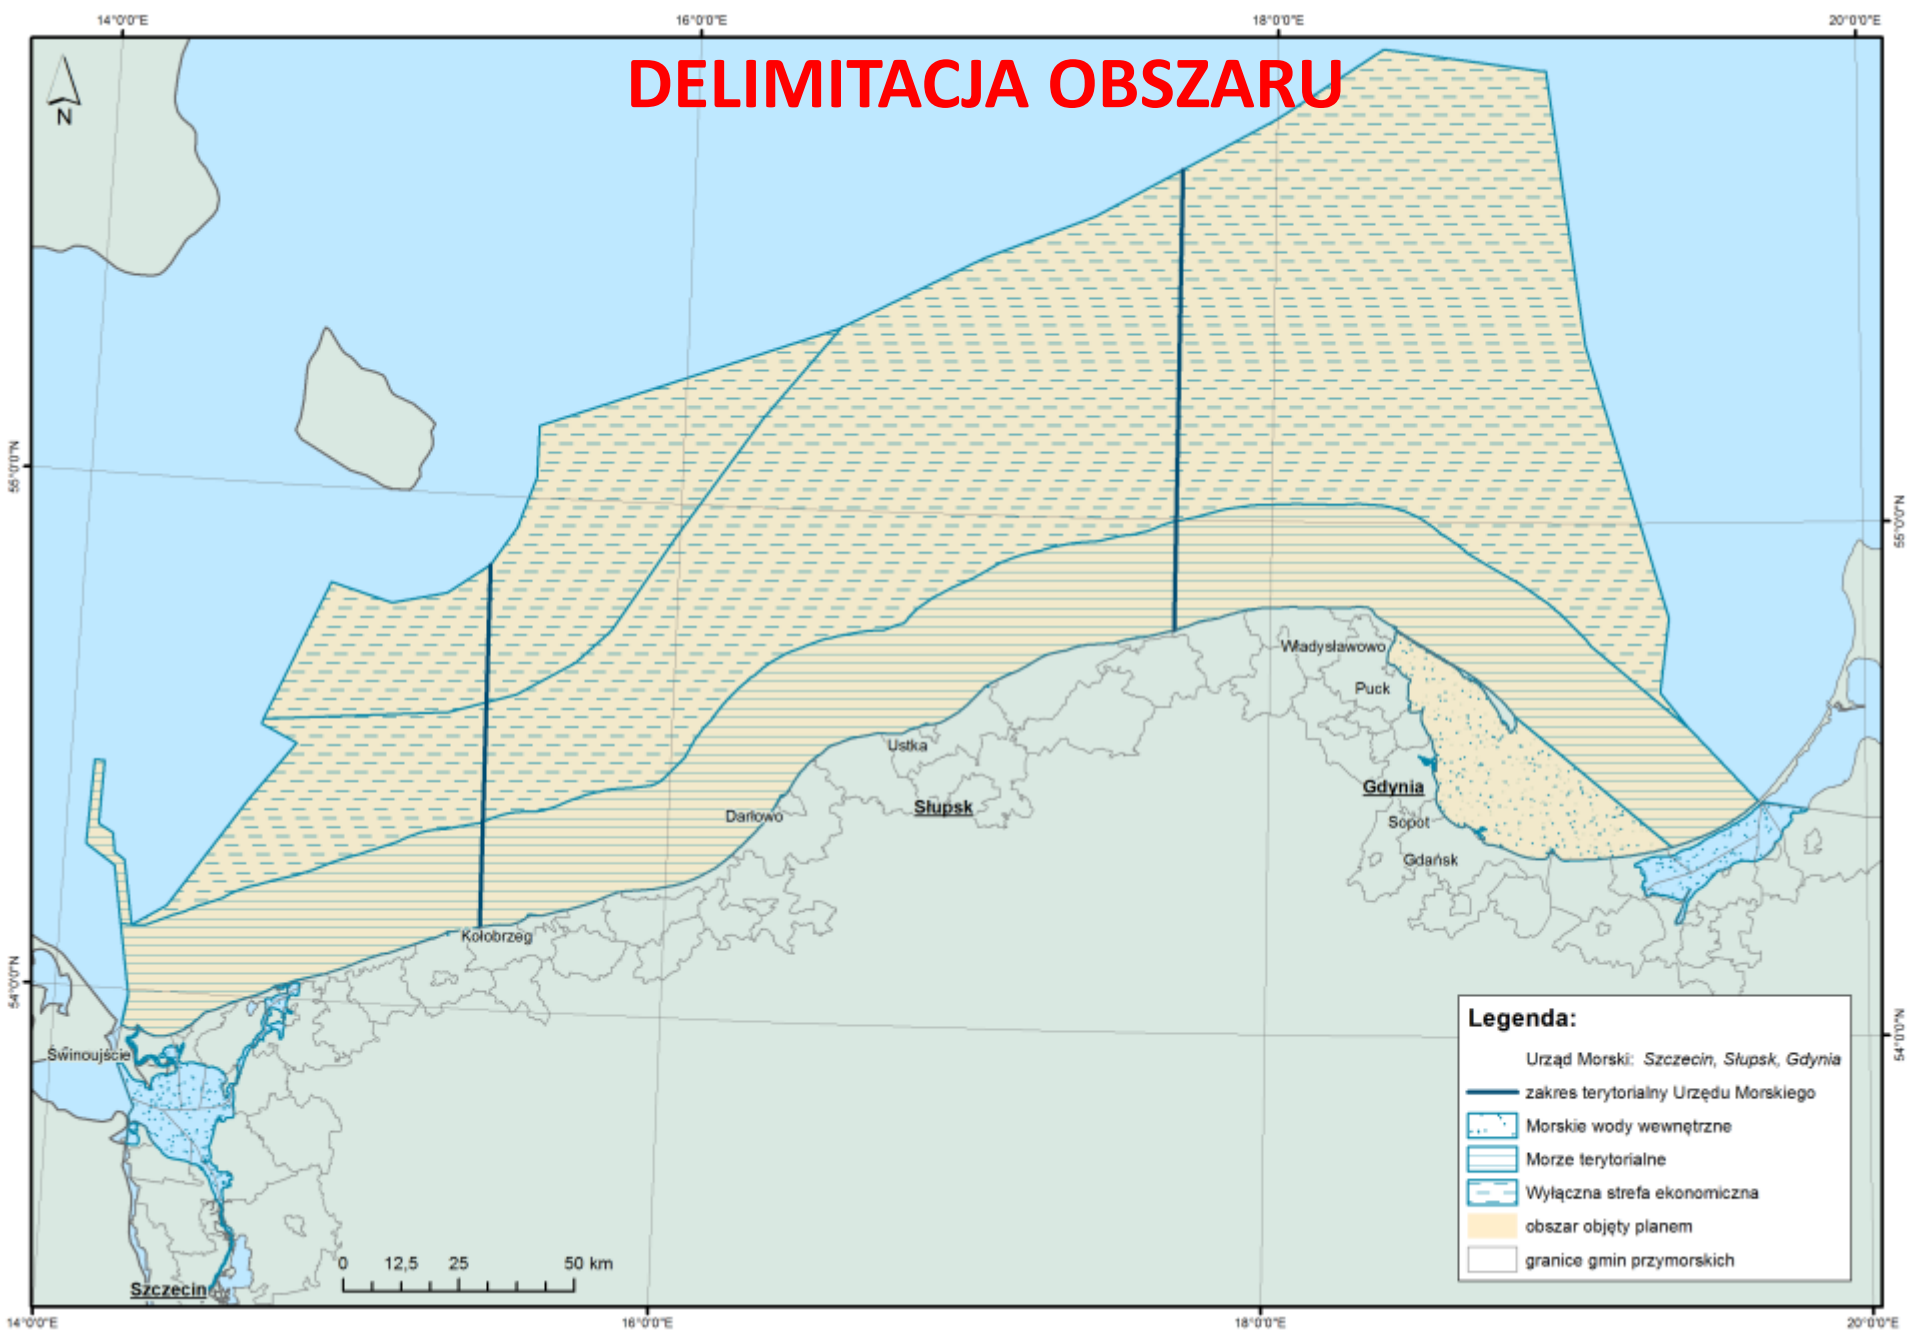 14°0'0"E 16°0'0"E 18°0'0"E 20°0'0"E
DELIMITACJA OBSZARU
N
55°0'0"N
55°0'0"N
Władysławowo
Puck
Ustka
Gdynia
Słupsk
Darłowo
Sopot
Gdańsk
Kołobrzeg
54°0'0"N
54°0'0"N
Świnoujście
Szczecin
0 12,5 25 50 km
Legenda:
Urząd Morski: Szczecin, Słupsk, Gdynia
zakres terytorialny Urzędu Morskiego
Morskie wody wewnętrzne
Morze terytorialne
Wyłączna strefa ekonomiczna
obszar objęty planem
granice gmin przymorskich
14°0'0"E 16°0'0"E 18°0'0"E 20°0'0"E